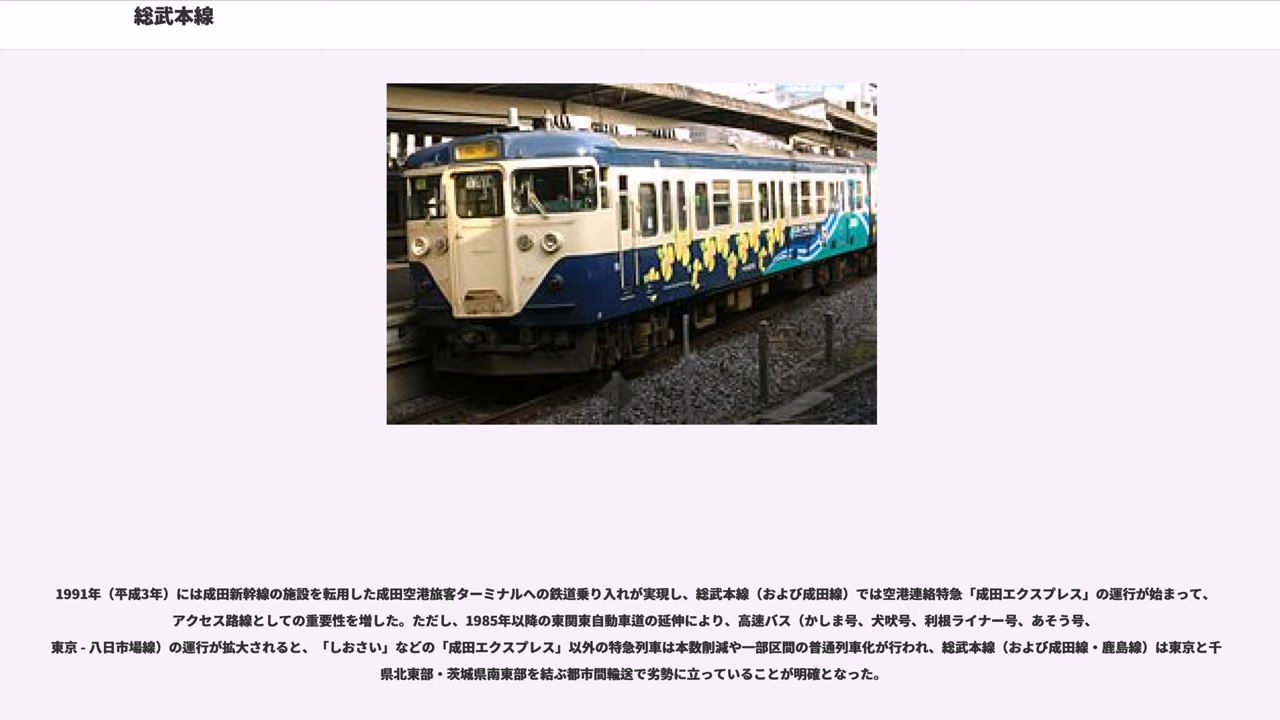 総武本線
1991年（平成3年）には成田新幹線の施設を転用した成田空港旅客ターミナルへの鉄道乗り入れが実現し、総武本線（および成田線）では空港連絡特急「成田エクスプレス」の運行が始まって、
アクセス路線としての重要性を増した。ただし、1985年以降の東関東自動車道の延伸により、高速バス（かしま号、犬吠号、利根ライナー号、あそう号、
東京 - 八日市場線）の運行が拡大されると、「しおさい」などの「成田エクスプレス」以外の特急列車は本数削減や一部区間の普通列車化が行われ、総武本線（および成田線・鹿島線）は東京と千
県北東部・茨城県南東部を結ぶ都市間輸送で劣勢に立っていることが明確となった。